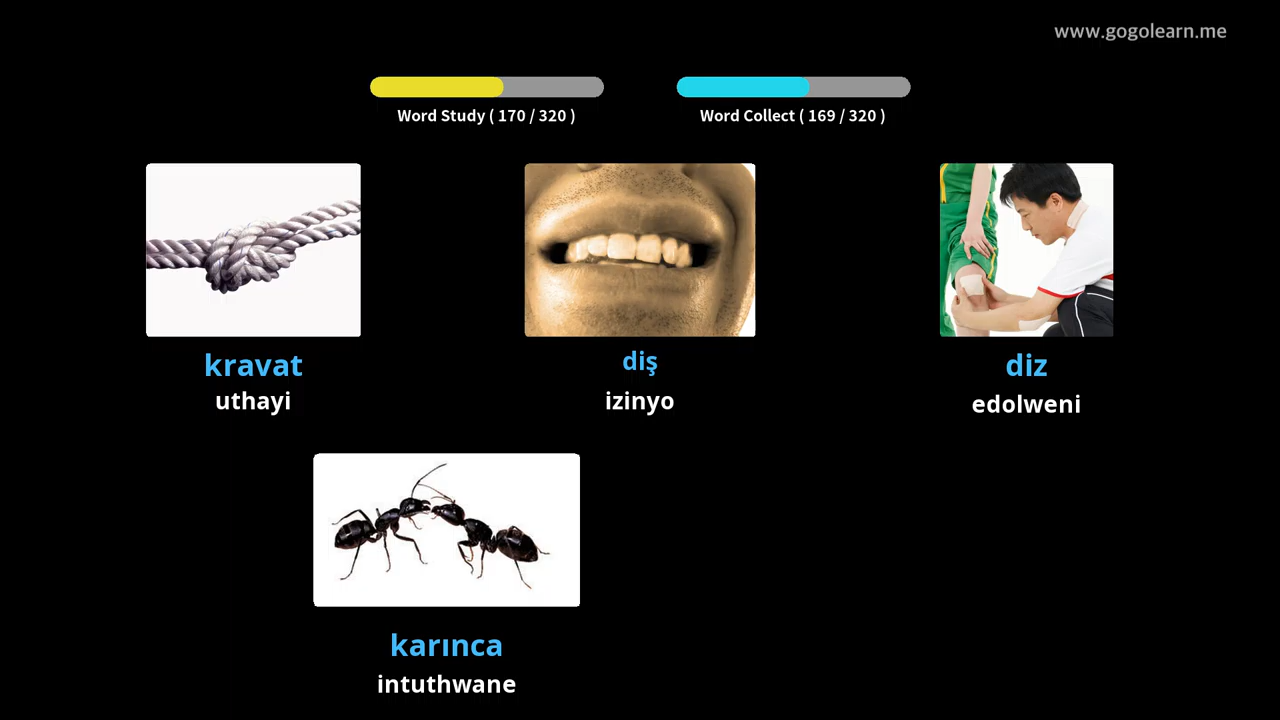 www.gogolearn.me
Word Study ( 170 / 320 )
Word Collect ( 169 / 320 )
kravat
uthayi
diş
izinyo
diz
edolweni
karınca
intuthwane